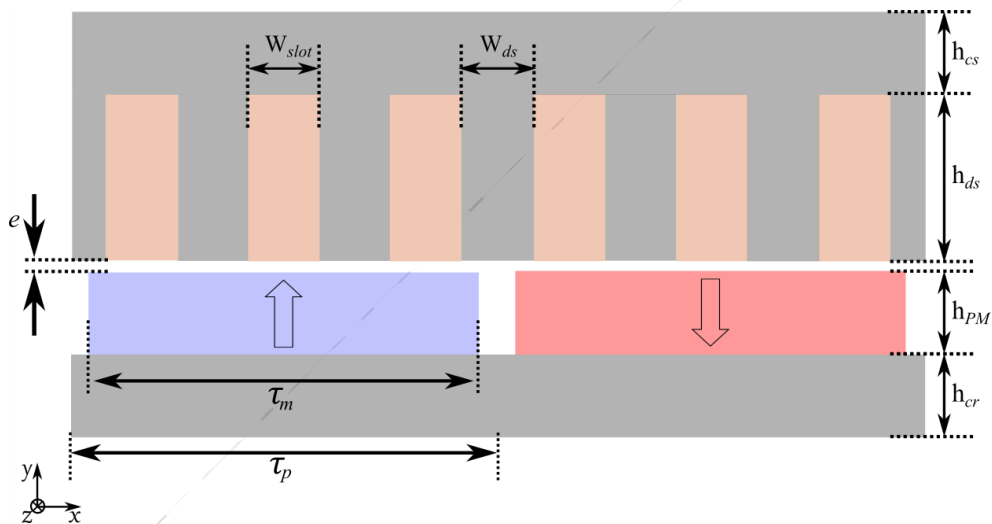 W_slot
W_ds
h_cs
h_ds
e
h_PM
h_cr
τ_m
τ_p
y
z
x